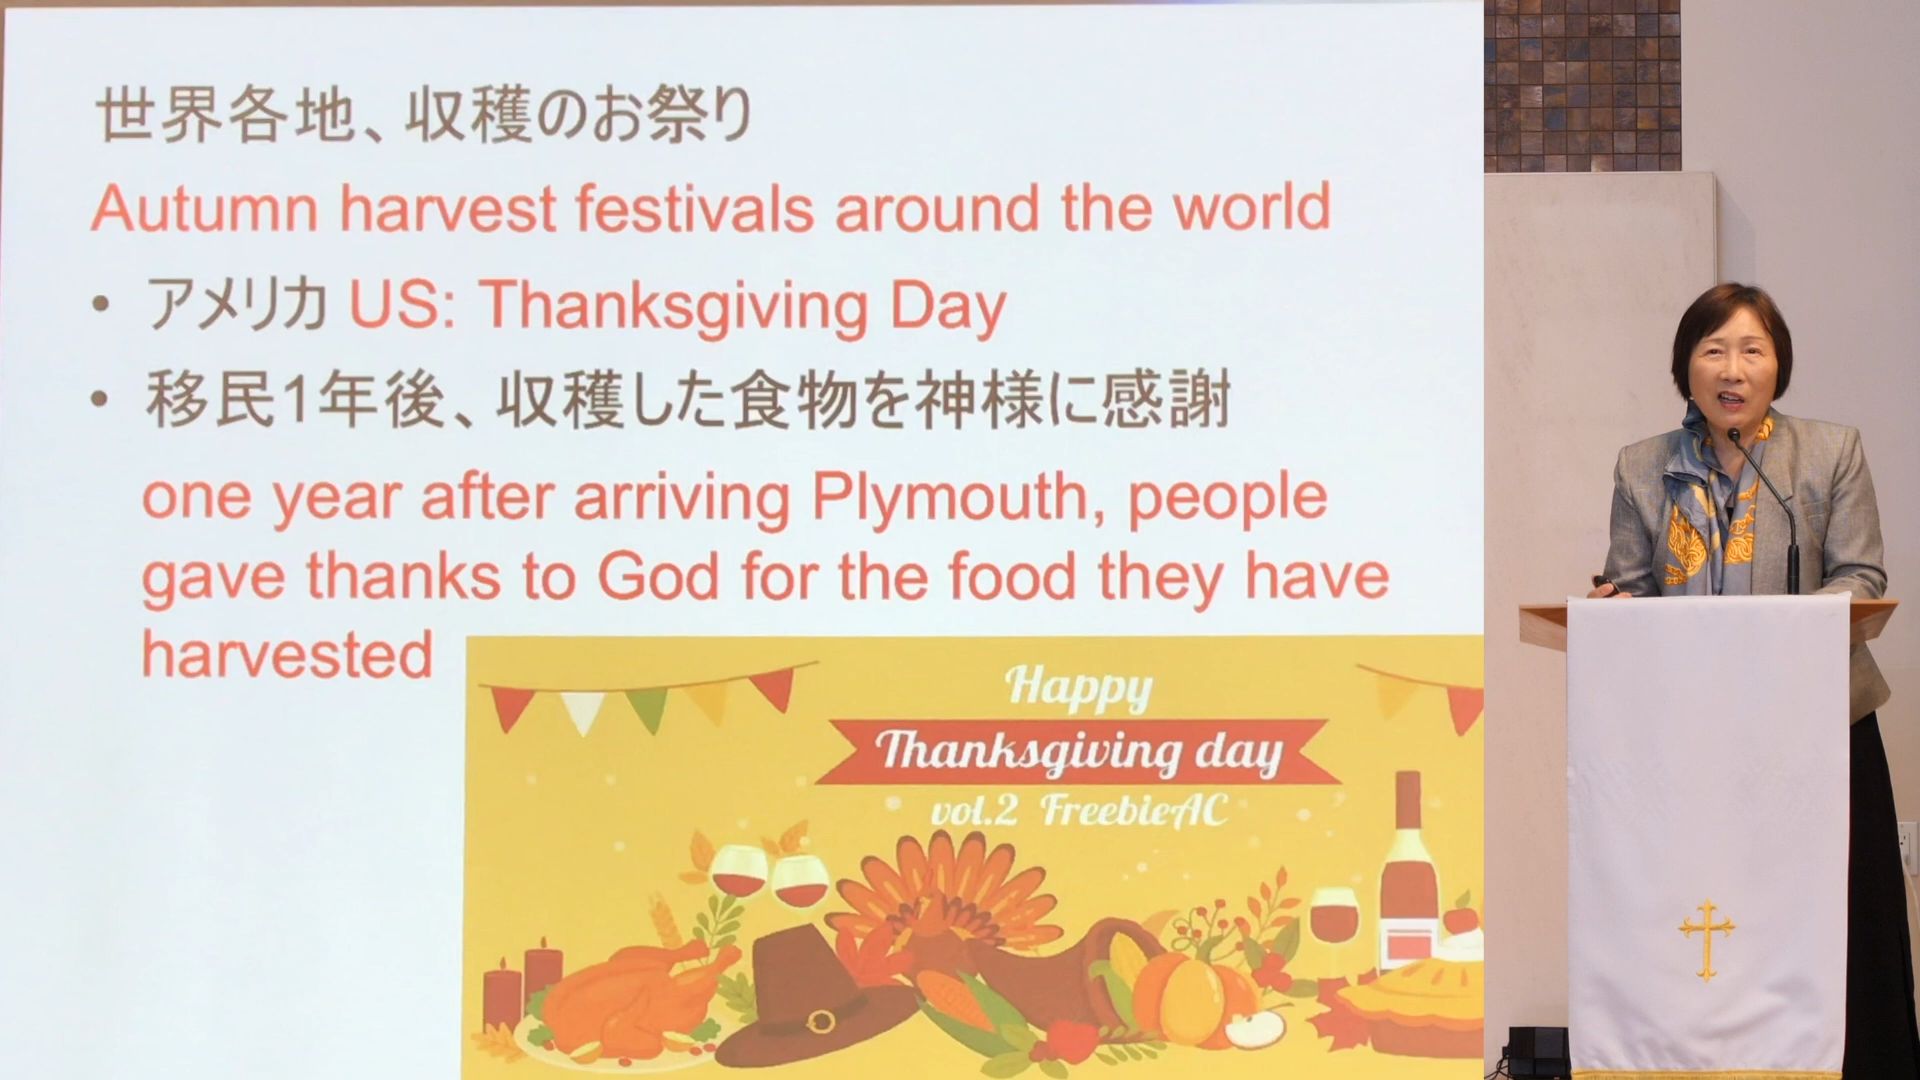 世界各地、収穫のお祭り
Autumn harvest festivals around the world
• アメリカ US: Thanksgiving Day
• 移民1年後、収穫した食物を神様に感謝
one year after arriving Plymouth, people
gave thanks to God for the food they have
harvested
Happy
Thanksgiving day
vol.2 FreebieAC